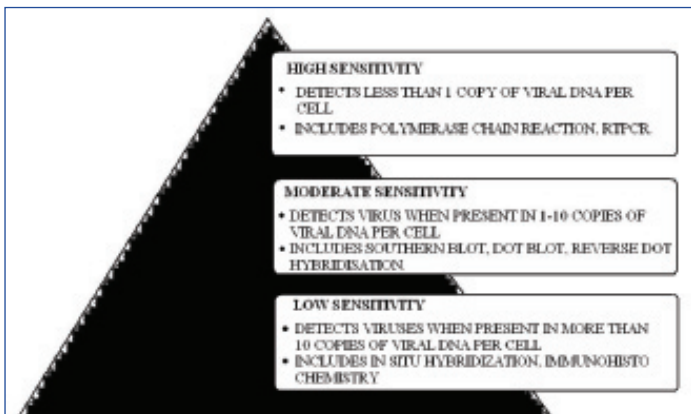 HIGH SENSITIVITY
• DETECTS LESS THAN 1 COPY OF VIRAL DNA PER
CELL
• INCLUDES POLYMERASE CHAIN REACTION, RTPCR
MODERATE SENSITIVITY
• DETECTS VIRUS WHEN PRESENT IN 1-10 COPIES OF
VIRAL DNA PER CELL
• INCLUDES SOUTHERN BLOT, DOT BLOT, REVERSE DOT
HYBRIDISATION.
LOW SENSITIVITY
• DETECTS VIRUSES WHEN PRESENT IN MORE THAN
10 COPIES OF VIRAL DNA PER CELL
• INCLUDES IN SITU HYBRIDIZATION, IMMUNOHISTO
CHEMISTRY